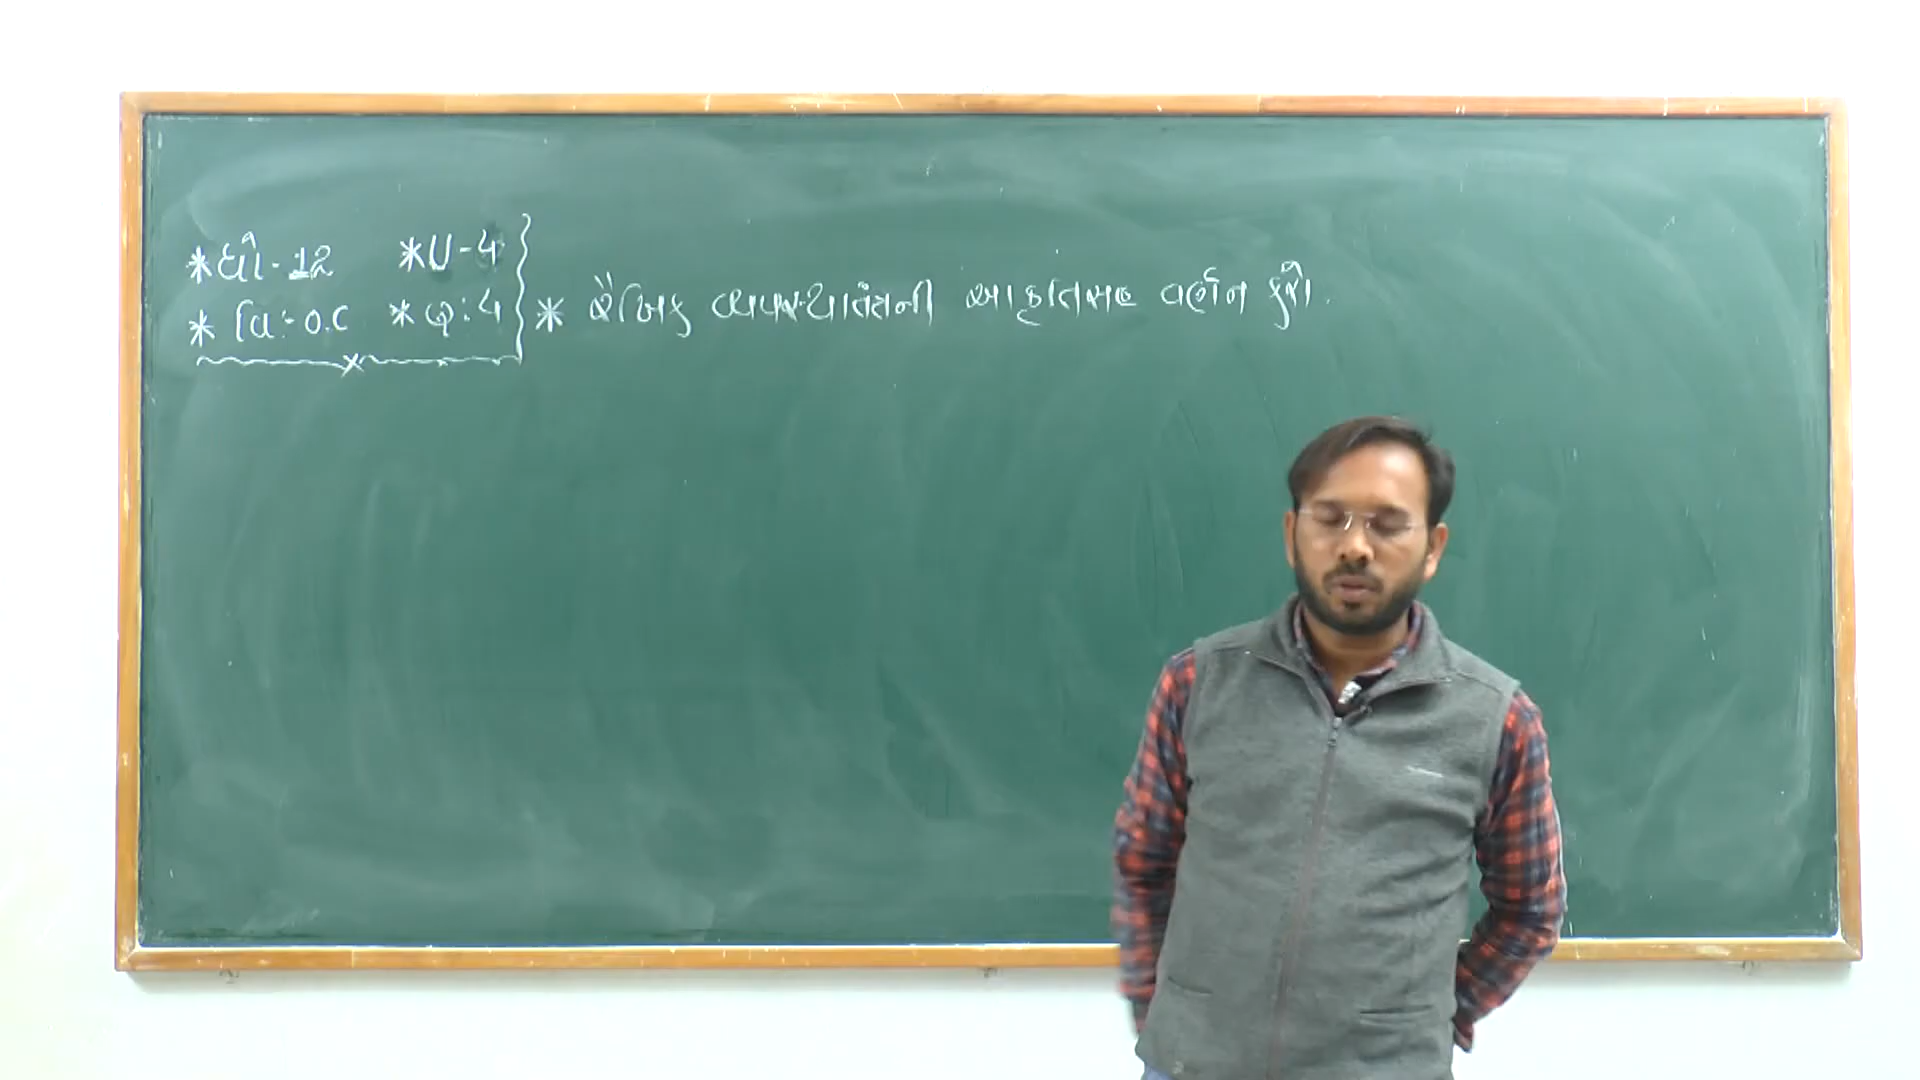 *ધો-12 *U-4
* વિ:-O.C * પ્ર:4
* રૈખિક વ્યવસ્થાતંત્રની આકૃતિસહ વર્ણન કરો.